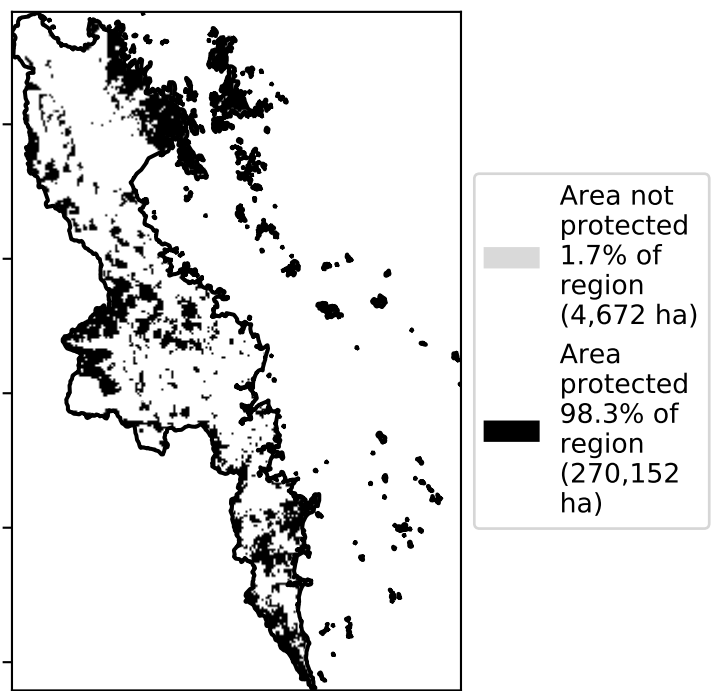 Area not
protected
1.7% of
region
(4,672 ha)
Area
protected
98.3% of
region
(270,152
ha)